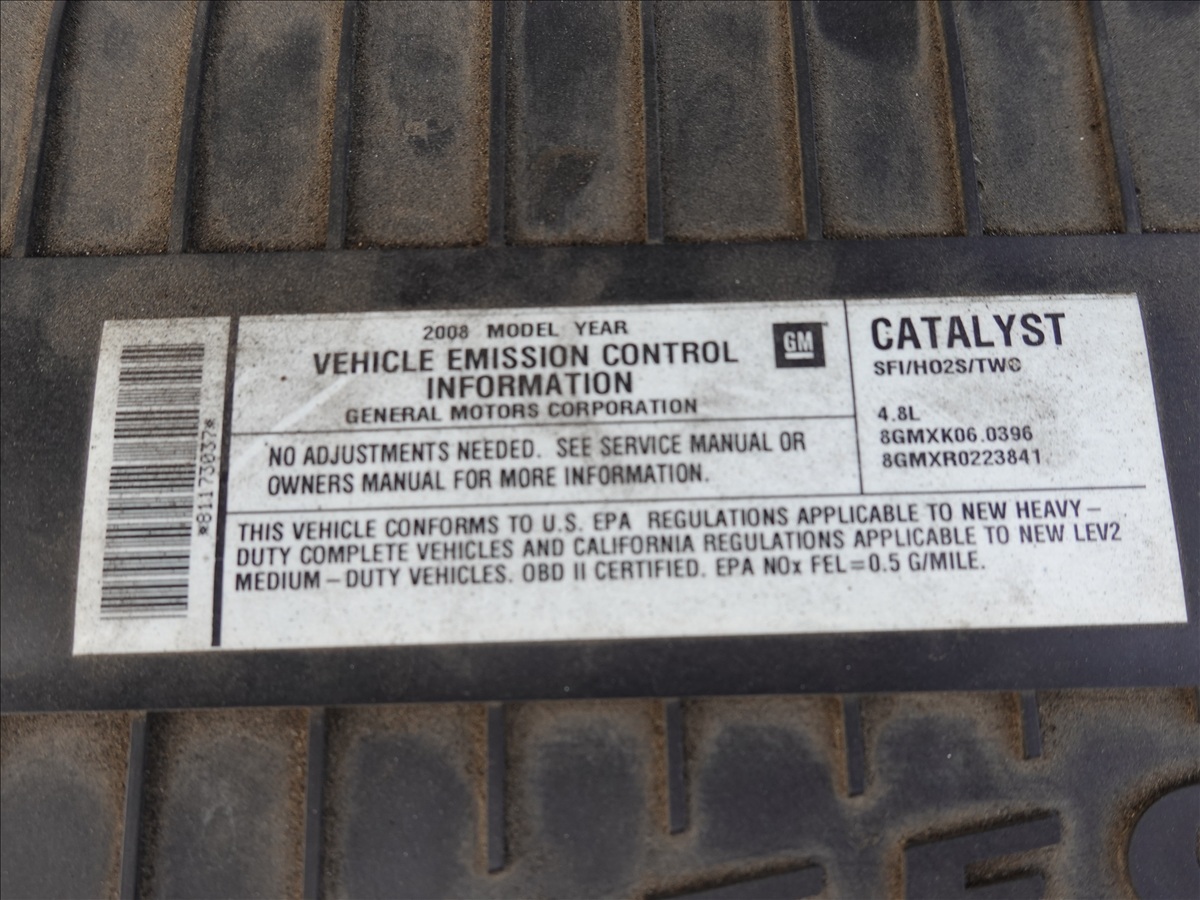 *81173037*
2008 MODEL YEAR
VEHICLE EMISSION CONTROL
INFORMATION
GENERAL MOTORS CORPORATION
GM
NO ADJUSTMENTS NEEDED. SEE SERVICE MANUAL OR
OWNERS MANUAL FOR MORE INFORMATION.
CATALYST
SFI/HO2S/TWC
4.8L
8GMXK06.0396
8GMXR0223841
THIS VEHICLE CONFORMS TO U.S. EPA REGULATIONS APPLICABLE TO NEW HEAVY–
DUTY COMPLETE VEHICLES AND CALIFORNIA REGULATIONS APPLICABLE TO NEW LEV2
MEDIUM–DUTY VEHICLES. OBD II CERTIFIED. EPA NOx FEL=0.5 G/MILE.